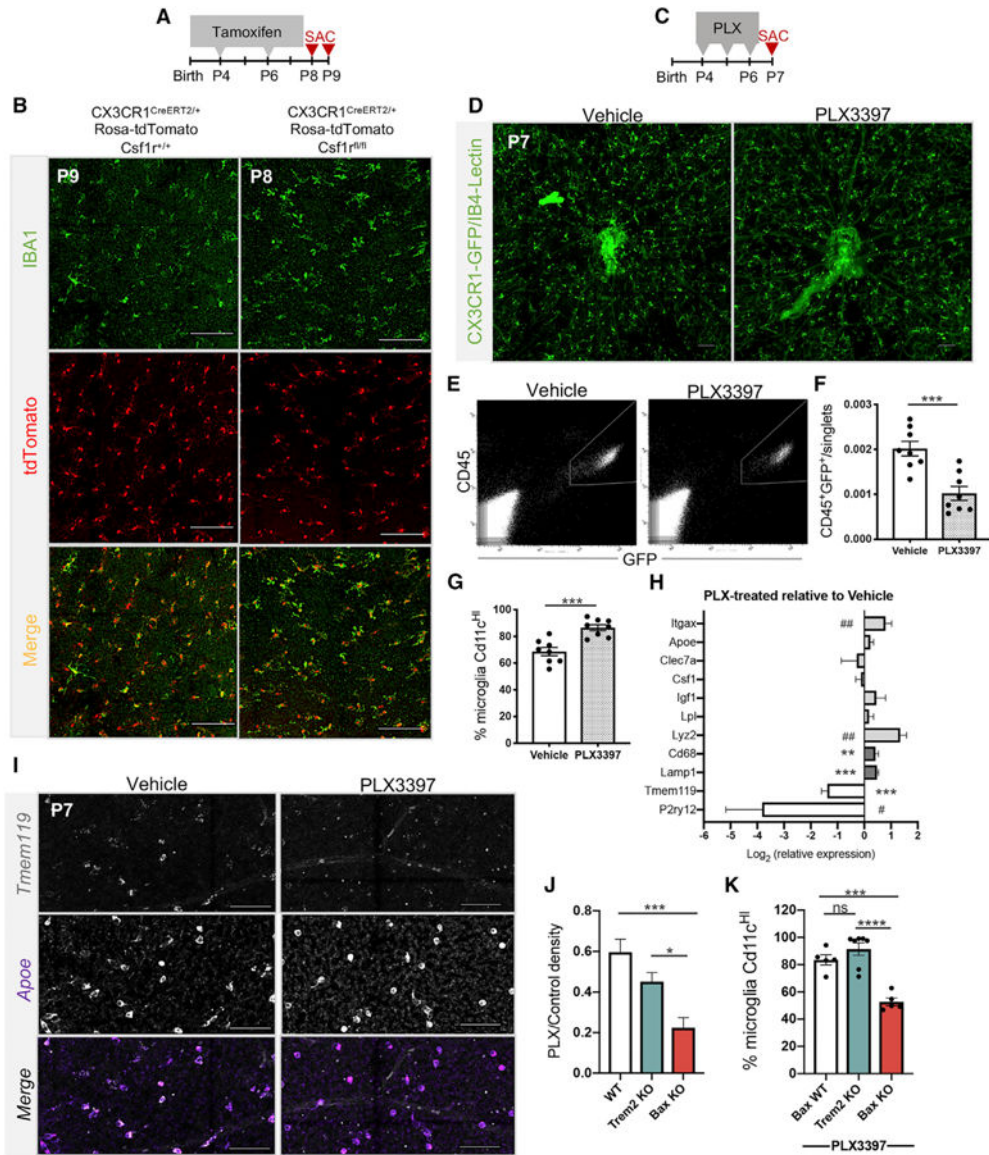 A
Tamoxifen
SAC
Birth P4 P6 P8 P9
C
PLX
SAC
Birth P4 P6 P7
B
CX3CR1CreERT2/+
Rosa-tdTomato
Csf1r+/+
CX3CR1CreERT2/+
Rosa-tdTomato
Csf1rfl/fl
P9
P8
IBA1
tdTomato
Merge
D
Vehicle
PLX3397
P7
CX3CR1-GFP/IB4-Lectin
E
Vehicle
PLX3397
CD45
GFP
F
***
CD45+GFP+/singlets
0.003
0.002
0.001
0.000
Vehicle PLX3397
G
***
% microglia Cd11cHI
100
80
60
40
20
0
Vehicle PLX3397
H
PLX-treated relative to Vehicle
Itgax ##
Apoe
Clec7a
Csf1
Igf1
Lpl
Lyz2 ##
Cd68 **
Lamp1 ***
Tmem119 ***
P2ry12 #
-6 -5 -4 -3 -2 -1 0 1 2
Log2 (relative expression)
I
Vehicle
PLX3397
P7
Tmem119
Apoe
Merge
J
***
*
PLX/Control density
0.8
0.6
0.4
0.2
0.0
WT
Trem2 KO
Bax KO
K
***
ns
****
% microglia Cd11cHI
120
100
80
60
40
20
0
Bax WT
Trem2 KO
Bax KO
PLX3397